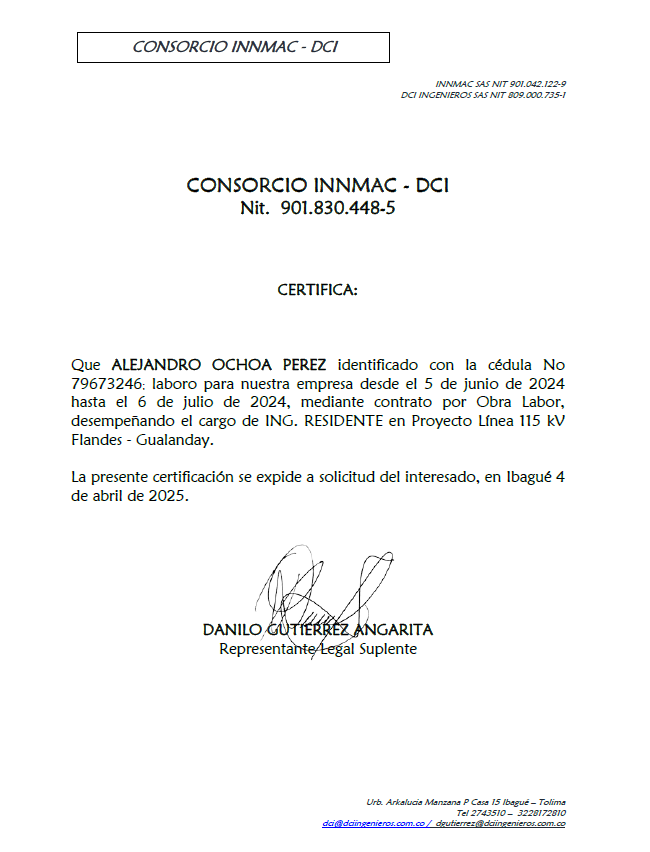 CONSORCIO INNMAC - DCI
INNMAC SAS NIT 901.042.122-9
DCI INGENIEROS SAS NIT 809.000.735-1
CONSORCIO INNMAC - DCI
Nit. 901.830.448-5
CERTIFICA:
Que ALEJANDRO OCHOA PEREZ identificado con la cédula No
79673246; laboro para nuestra empresa desde el 5 de junio de 2024
hasta el 6 de julio de 2024, mediante contrato por Obra Labor,
desempeñando el cargo de ING. RESIDENTE en Proyecto Línea 115 kV
Flandes - Gualanday.
La presente certificación se expide a solicitud del interesado, en Ibagué 4
de abril de 2025.
DANILO GUTIERREZ ANGARITA
Representante Legal Suplente
Urb. Arkalucia Manzana P Casa 15 Ibagué – Tolima
Tel 2743510 – 3228172810
dci@dciingenieros.com.co / dgutierrez@dciingenieros.com.co